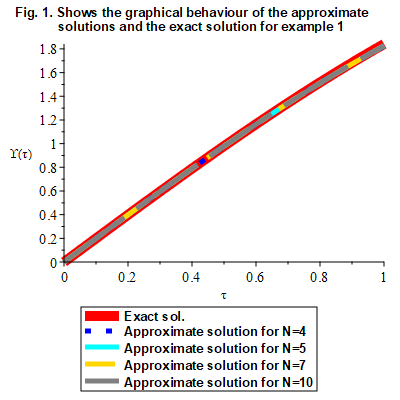 Fig. 1. Shows the graphical behaviour of the approximate
solutions and the exact solution for example 1
1.8
1.6
1.4
1.2
1
ϒ(τ)
0.8
0.6
0.4
0.2
0
0 0.2 0.4 0.6 0.8 1
τ
Exact sol.
Approximate solution for N=4
Approximate solution for N=5
Approximate solution for N=7
Approximate solution for N=10